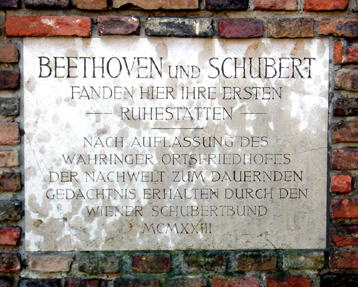 BEETHOVEN UND SCHUBERT
FANDEN HIER IHRE ERSTEN
— RUHESTÄTTEN —
NACH AUFLASSUNG DES
WÄHRINGER ORTSFRIEDHOFES
DER NACHWELT ZUM DAUERNDEN
GEDÄCHTNIS ERHALTEN DURCH DEN
WIENER SCHUBERTBUND
MCMXXIII